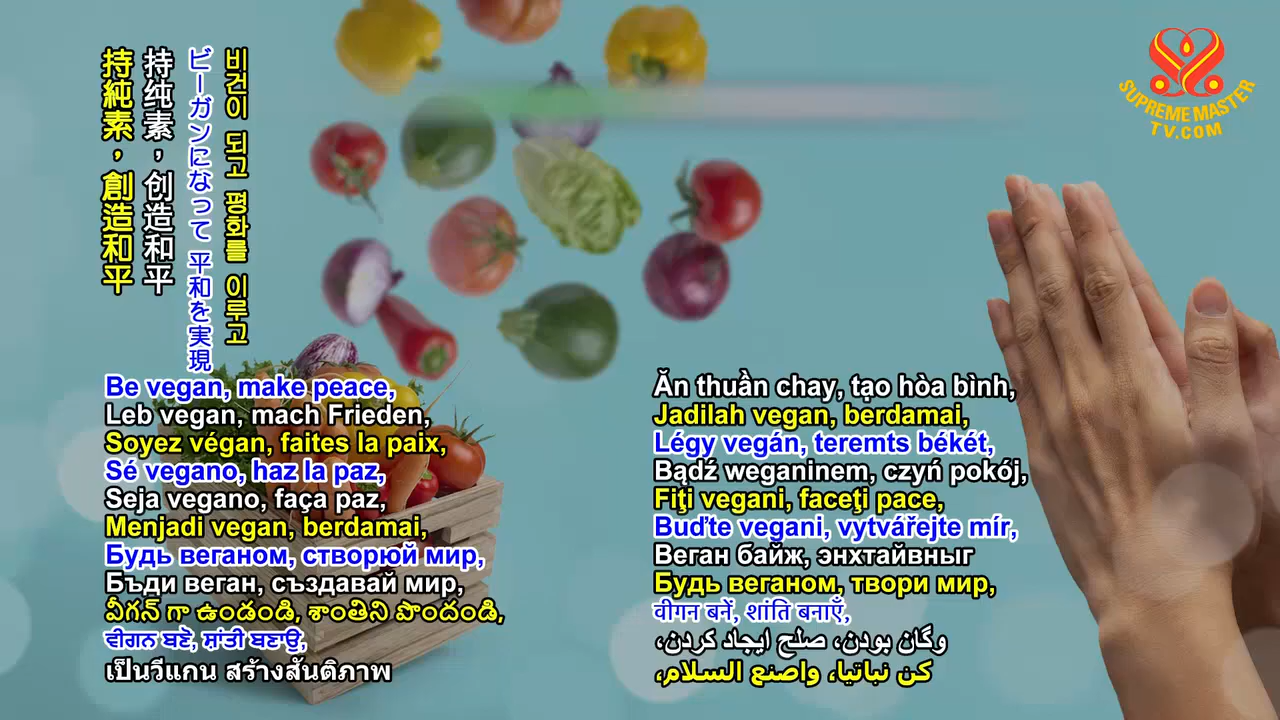 持純素，創造和平
持纯素，创造和平
ビーガンになって 平和を実現
비건이 되고 평화를 이루고
Be vegan, make peace,
Leb vegan, mach Frieden,
Soyez végan, faites la paix,
Sé vegano, haz la paz,
Seja vegano, faça paz,
Menjadi vegan, berdamai,
Будь веганом, створюй мир,
Бъди веган, създавай мир,
వీగన్ గా ఉండండి, శాంతిని పొందండి,
ਵੀਗਨ ਬਣੋ, ਸ਼ਾਂਤੀ ਬਣਾਉ,
เป็นวีแกน สร้างสันติภาพ
Ăn thuần chay, tạo hòa bình,
Jadilah vegan, berdamai,
Légy vegán, teremts békét,
Bądź weganinem, czyń pokój,
Fiţi vegani, faceţi pace,
Buďte vegani, vytvářejte mír,
Веган байж, энхтайвныг
Будь веганом, твори мир,
वीगन बनें, शांति बनाएँ,
وگان بودن، صلح ایجاد کردن،
كن نباتيا، واصنع السلام،
SUPREME MASTER
TV.COM